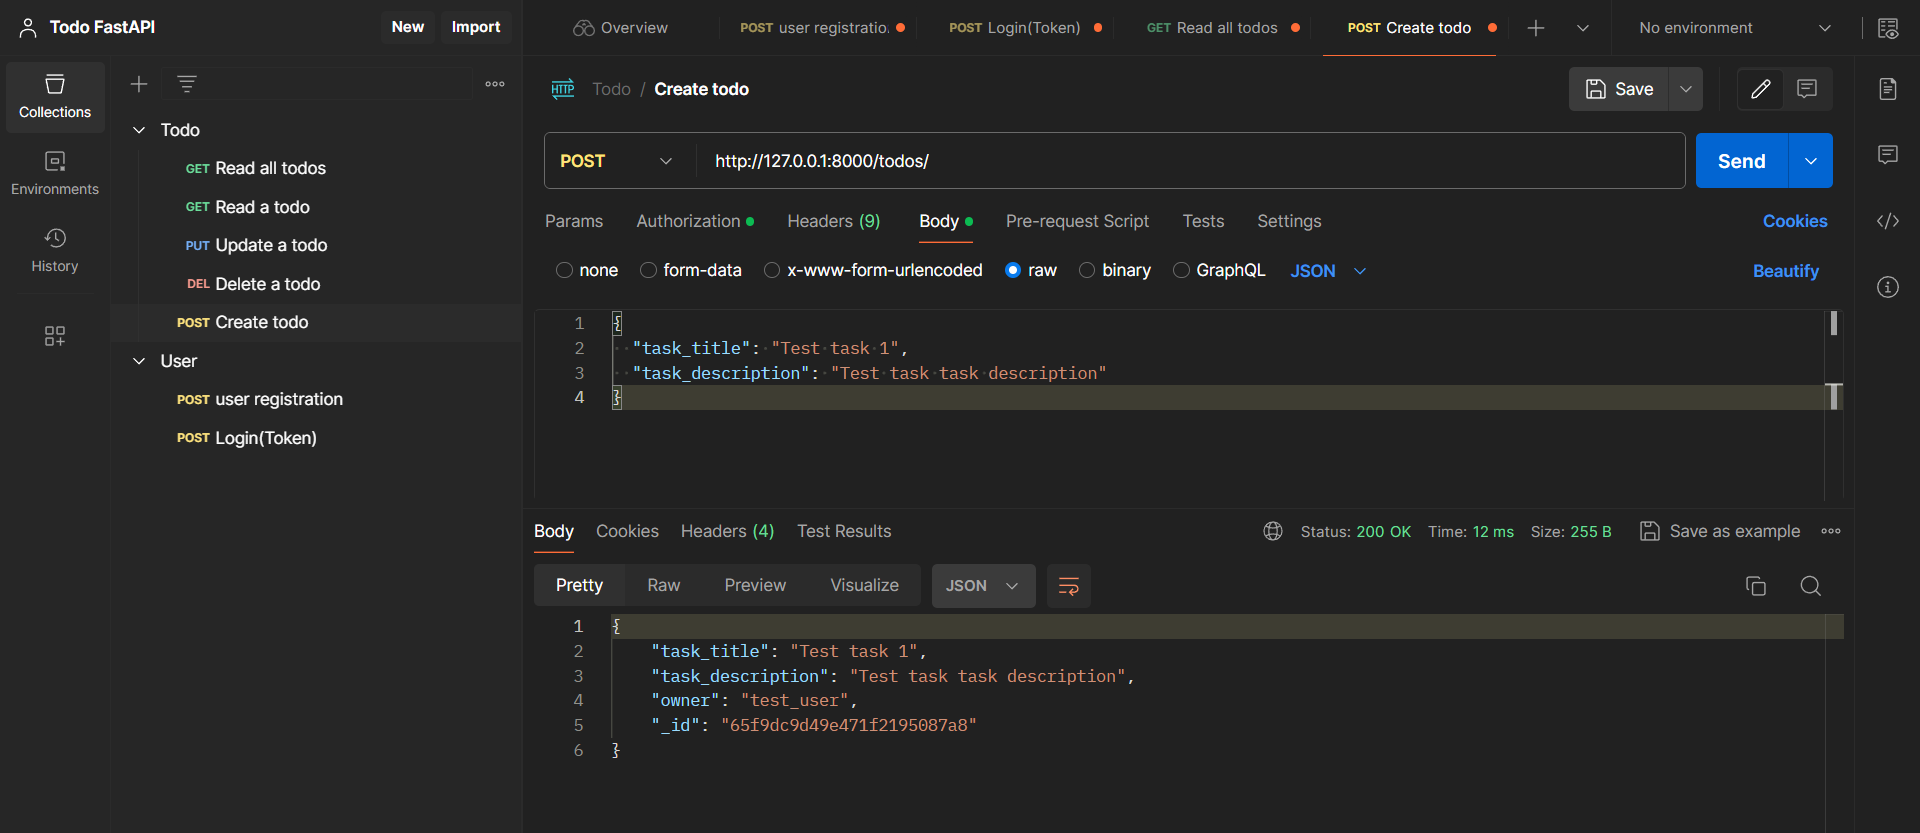 Todo FastAPI
New
Import
Overview
POST user registratio
POST Login(Token)
GET Read all todos
POST Create todo
No environment
Collections
Environments
History
Todo
GET Read all todos
GET Read a todo
PUT Update a todo
DEL Delete a todo
POST Create todo
User
POST user registration
POST Login(Token)
HTTP Todo / Create todo
Save
POST http://127.0.0.1:8000/todos/
Send
Params Authorization Headers (9) Body Pre-request Script Tests Settings Cookies
none form-data x-www-form-urlencoded raw binary GraphQL JSON Beautify
1 {
2 "task_title": "Test task 1",
3 "task_description": "Test task task description"
4 }
Body Cookies Headers (4) Test Results Status: 200 OK Time: 12 ms Size: 255 B Save as example
Pretty Raw Preview Visualize JSON
1 {
2 "task_title": "Test task 1",
3 "task_description": "Test task task description",
4 "owner": "test_user",
5 "_id": "65f9dc9d49e471f2195087a8"
6 }